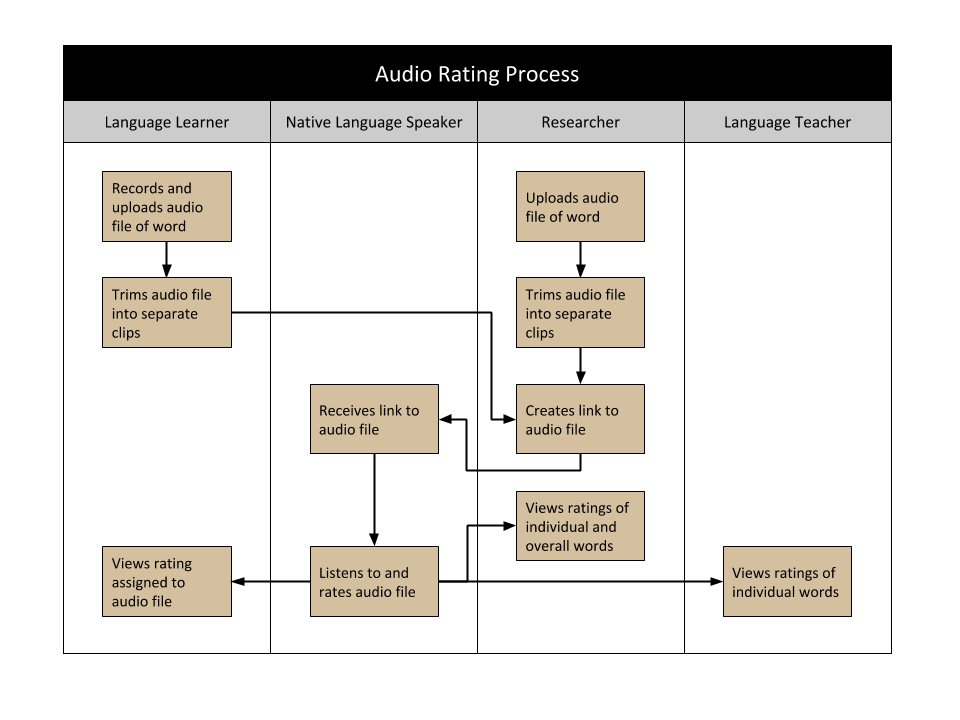 Audio Rating Process
Language Learner
Native Language Speaker
Researcher
Language Teacher
Records and
uploads audio
file of word
Uploads audio
file of word
Trims audio file
into separate
clips
Trims audio file
into separate
clips
Receives link to
audio file
Creates link to
audio file
Views ratings of
individual and
overall words
Views rating
assigned to
audio file
Listens to and
rates audio file
Views ratings of
individual words